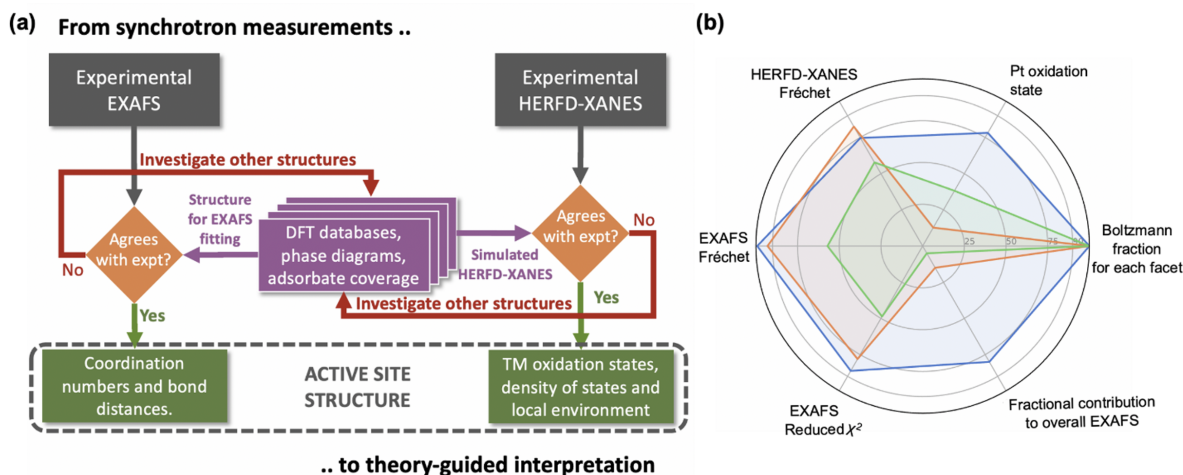 (a)
From synchrotron measurements ..
Experimental
EXAFS
Experimental
HERFD-XANES
Investigate other structures
Structure
for EXAFS
fitting
Agrees
with expt?
No
DFT databases,
phase diagrams,
adsorbate coverage
Simulated
HERFD-XANES
Agrees
with expt?
No
Investigate other structures
Yes
Yes
Coordination
numbers and bond
distances.
ACTIVE SITE
STRUCTURE
TM oxidation states,
density of states and
local environment
.. to theory-guided interpretation
(b)
HERFD-XANES
Fréchet
Pt oxidation
state
EXAFS
Fréchet
25
50
75
Boltzmann
fraction
for each facet
EXAFS
Reduced χ²
Fractional contribution
to overall EXAFS